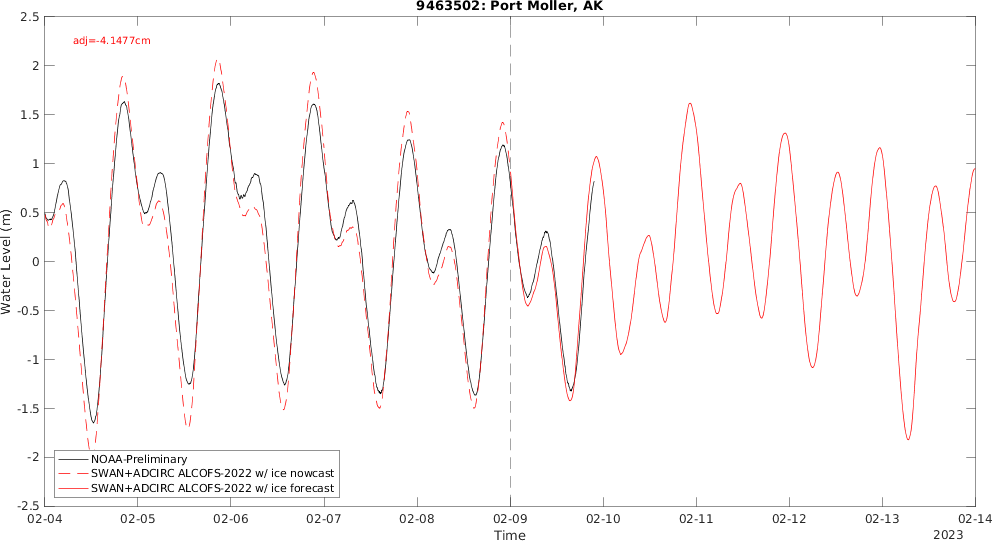 9463502: Port Moller, AK
adj=-4.1477cm
Water Level (m)
2.5
2
1.5
1
0.5
0
-0.5
-1
-1.5
-2
-2.5
NOAA-Preliminary
SWAN+ADCIRC ALCOFS-2022 w/ ice nowcast
SWAN+ADCIRC ALCOFS-2022 w/ ice forecast
02-04 02-05 02-06 02-07 02-08 02-09 02-10 02-11 02-12 02-13 02-14
Time
2023